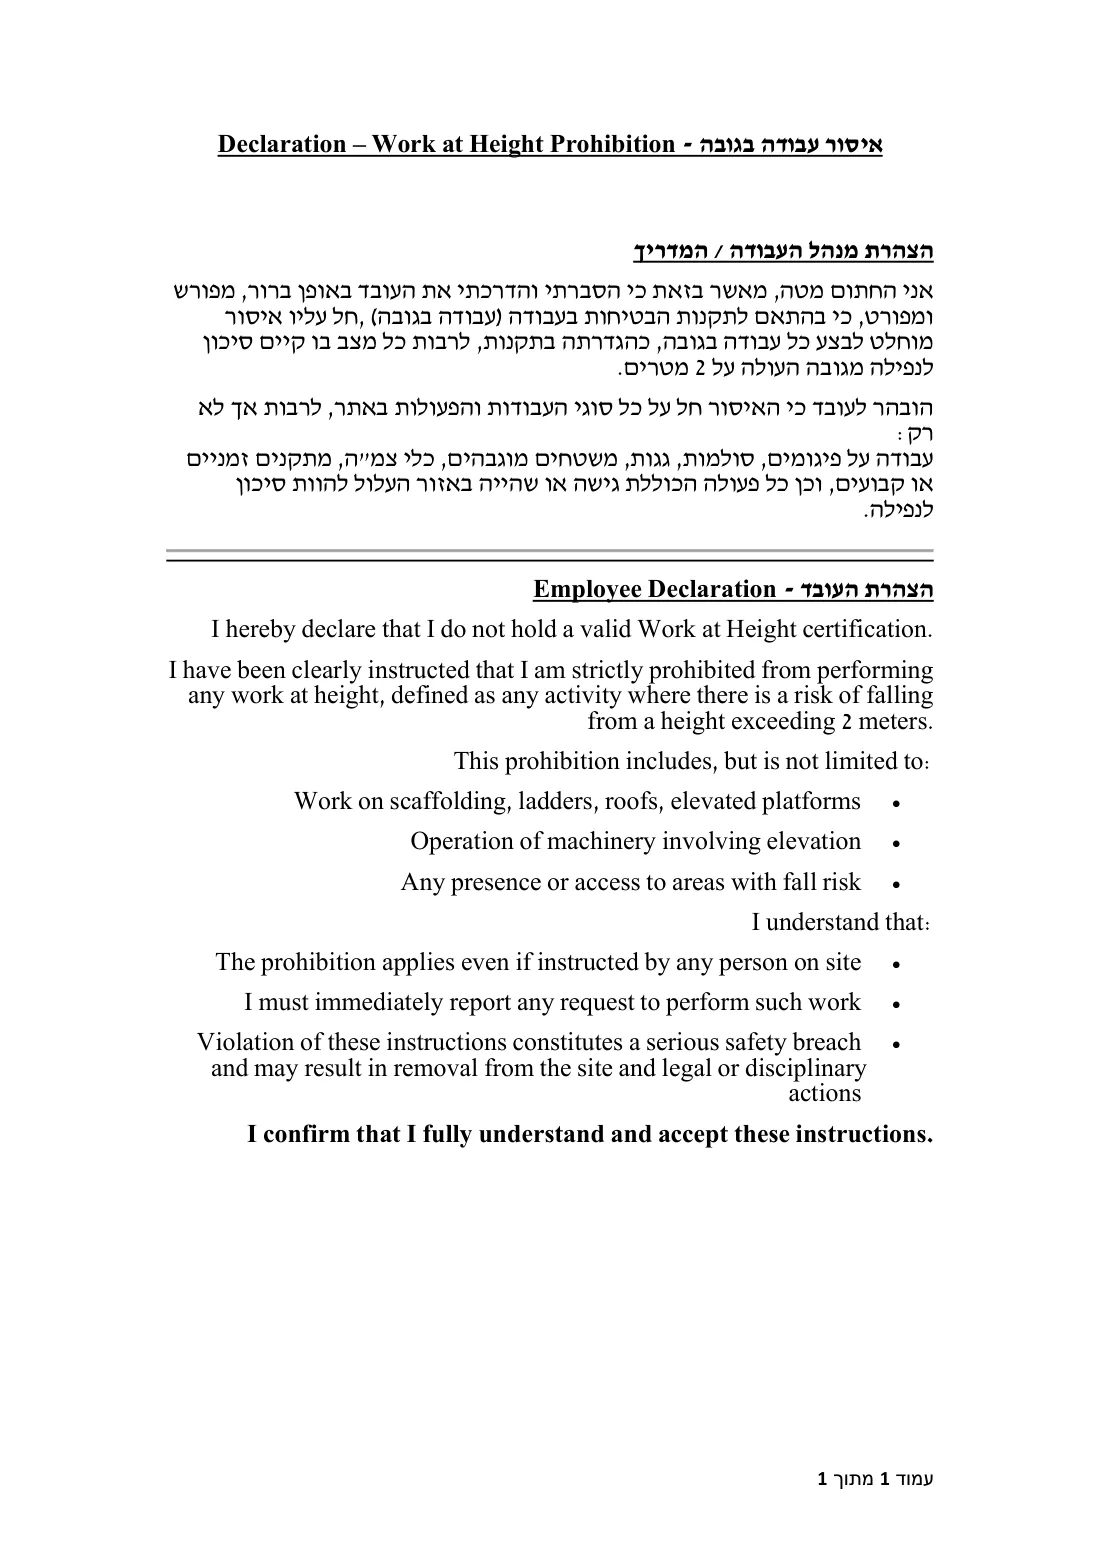 איסור עבודה בגובה - Declaration – Work at Height Prohibition
הצהרת מנהל העבודה / המדריך
אני החתום מטה, מאשר בזאת כי הסברתי והדרכתי את העובד באופן ברור, מפורש
ומפורט, כי בהתאם לתקנות הבטיחות בעבודה (עבודה בגובה) ,חל עליו איסור
מוחלט לבצע כל עבודה בגובה, כהגדרתה בתקנות, לרבות כל מצב בו קיים סיכון
לנפילה מגובה העולה על 2 מטרים.
הובהר לעובד כי האיסור חל על כל סוגי העבודות והפעולות באתר, לרבות אך לא
רק :
עבודה על פיגומים, סולמות, גגות, משטחים מוגבהים, כלי צמ״ה, מתקנים זמניים
או קבועים, וכן כל פעולה הכוללת גישה או שהייה באזור העלול להוות סיכון
לנפילה.
הצהרת העובד - Employee Declaration
I hereby declare that I do not hold a valid Work at Height certification.
I have been clearly instructed that I am strictly prohibited from performing
any work at height, defined as any activity where there is a risk of falling
from a height exceeding 2 meters.
This prohibition includes, but is not limited to:
• Work on scaffolding, ladders, roofs, elevated platforms
• Operation of machinery involving elevation
• Any presence or access to areas with fall risk
I understand that:
• The prohibition applies even if instructed by any person on site
• I must immediately report any request to perform such work
• Violation of these instructions constitutes a serious safety breach
and may result in removal from the site and legal or disciplinary
actions
I confirm that I fully understand and accept these instructions.
עמוד 1 מתוך 1